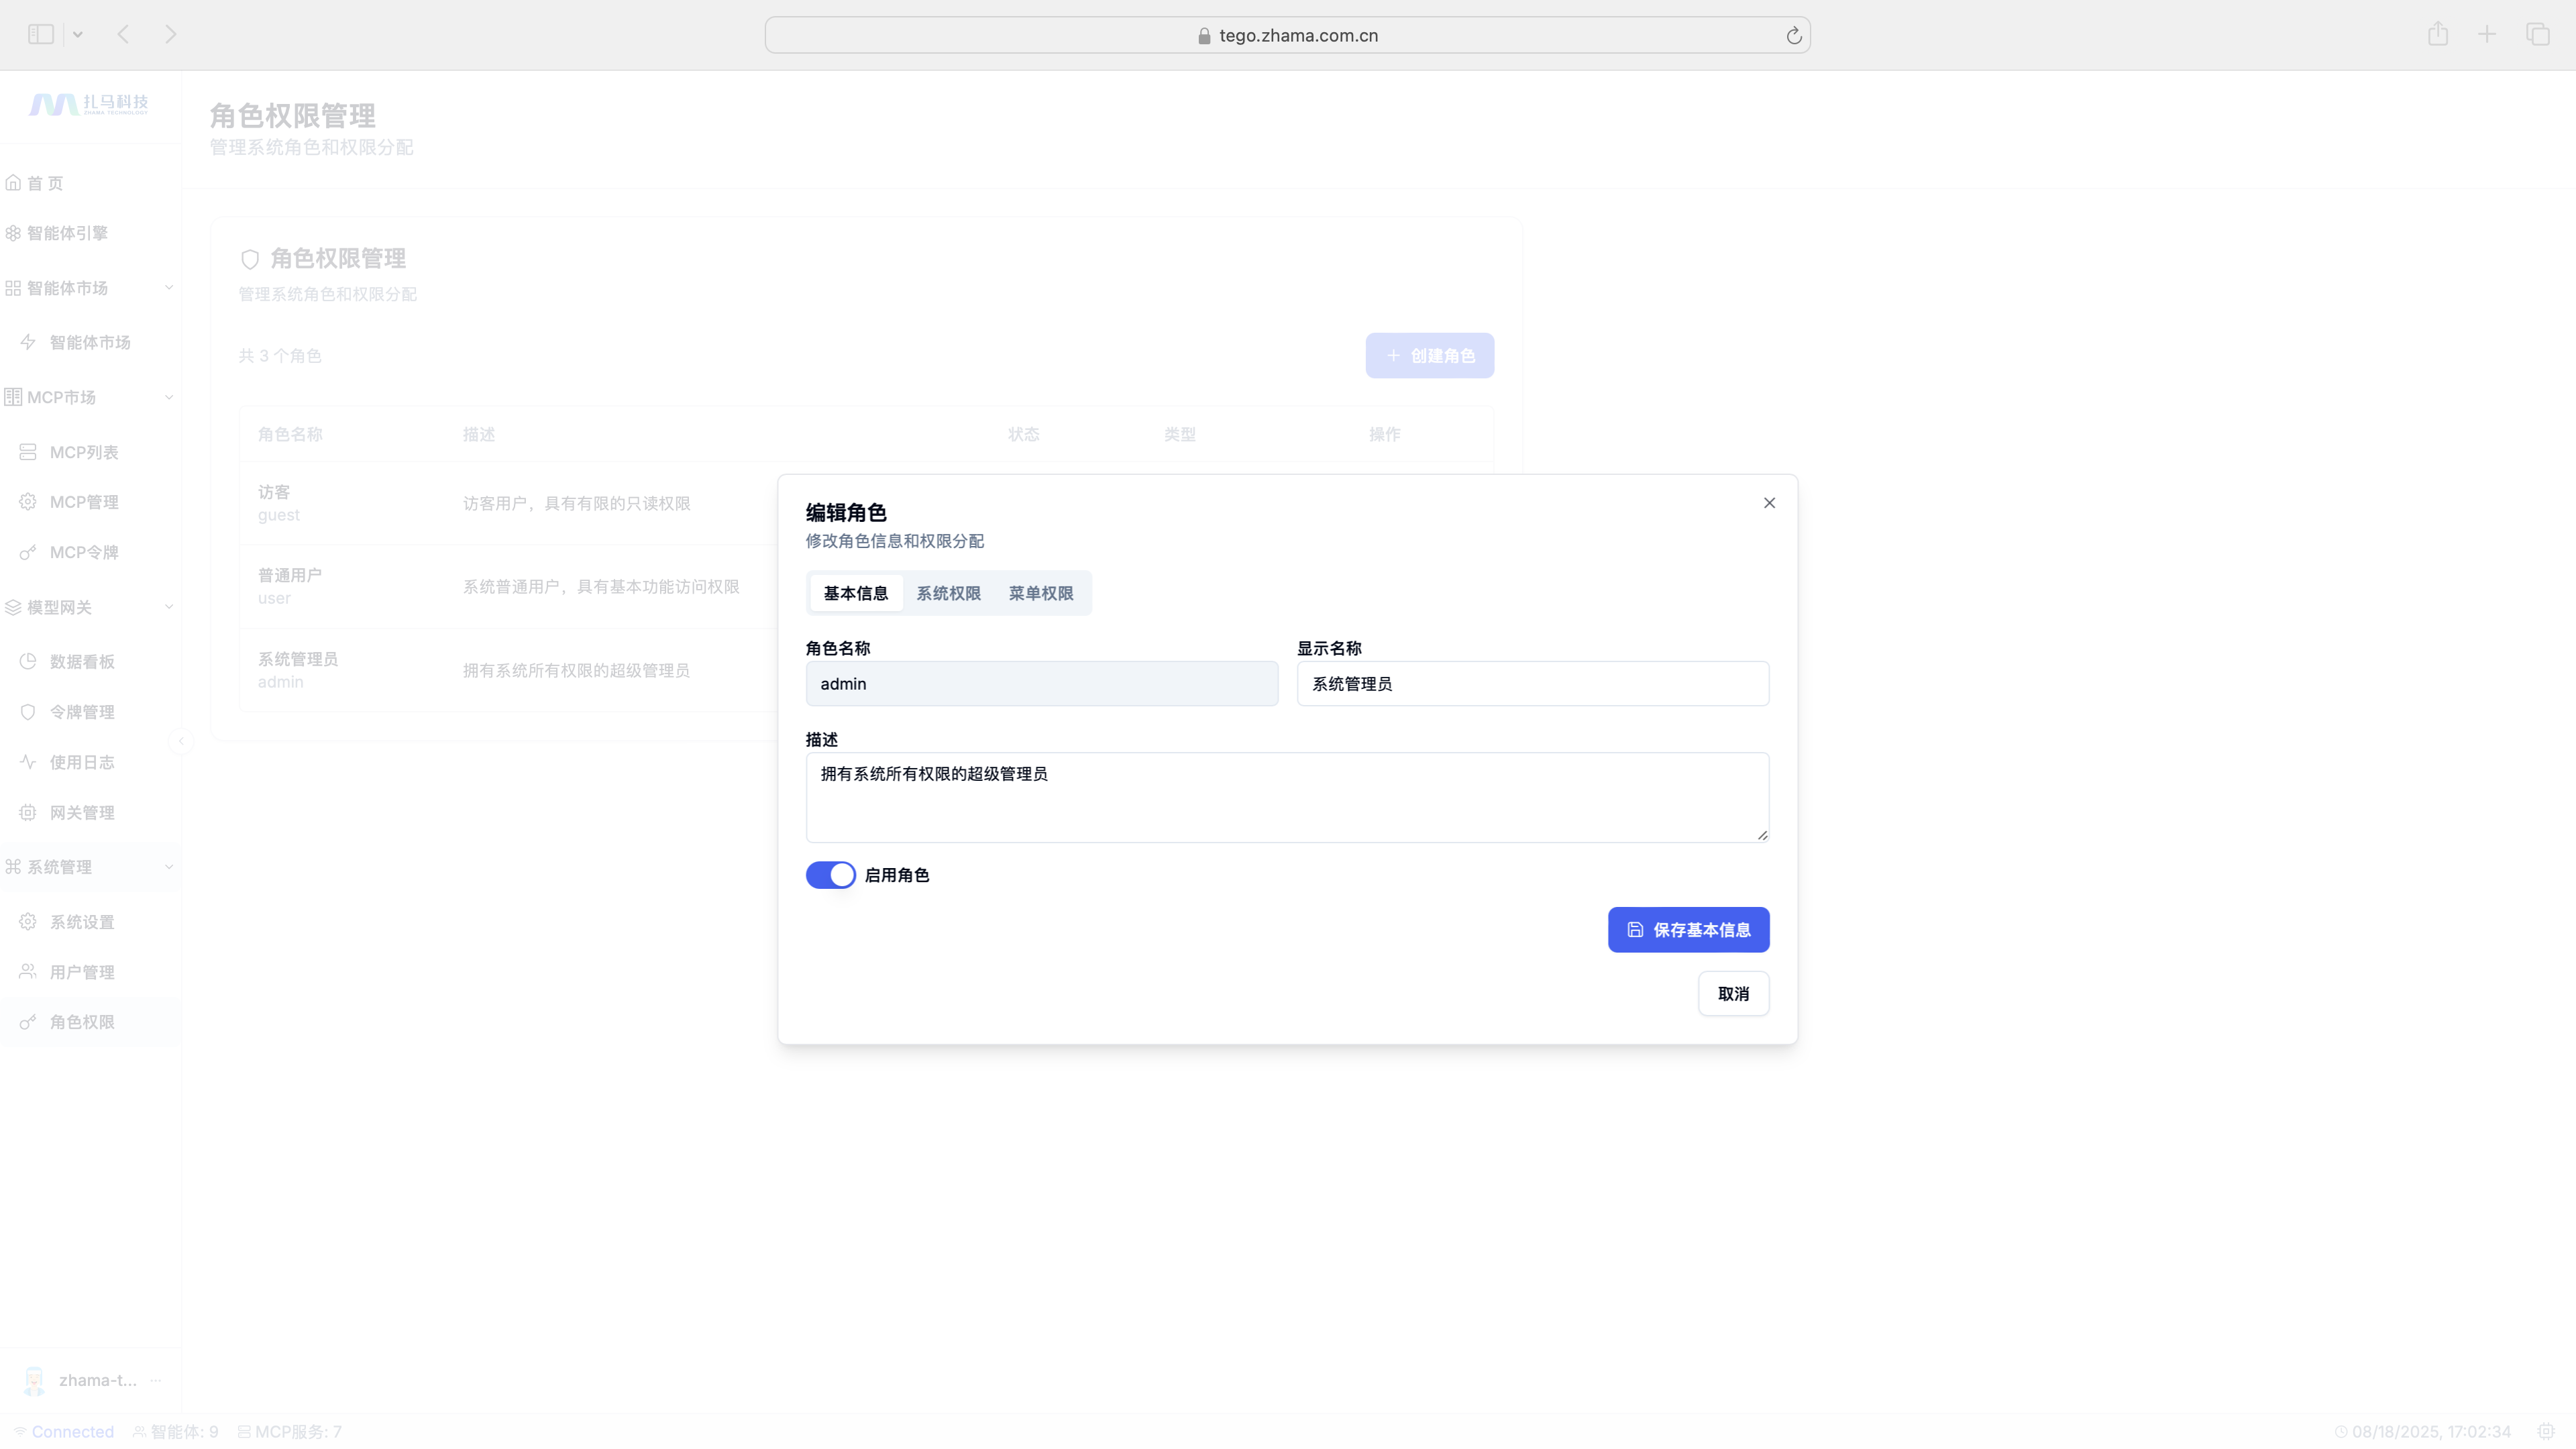 tego.zhama.com.cn
扎马科技
ZHAMA TECHNOLOGY
首 页
智能体引擎
智能体市场
智能体市场
MCP市场
MCP列表
MCP管理
MCP令牌
模型网关
数据看板
令牌管理
使用日志
网关管理
系统管理
系统设置
用户管理
角色权限
zhama-t...
角色权限管理
管理系统角色和权限分配
角色权限管理
管理系统角色和权限分配
共 3 个角色
创建角色
角色名称 描述 状态 类型 操作
访客
guest
访客用户，具有有限的只读权限
普通用户
user
系统普通用户，具有基本功能访问权限
系统管理员
admin
拥有系统所有权限的超级管理员
编辑角色
修改角色信息和权限分配
基本信息 系统权限 菜单权限
角色名称 显示名称
admin 系统管理员
描述
拥有系统所有权限的超级管理员
启用角色
保存基本信息
取消
Connected 智能体: 9 MCP服务: 7 08/18/2025, 17:02:34